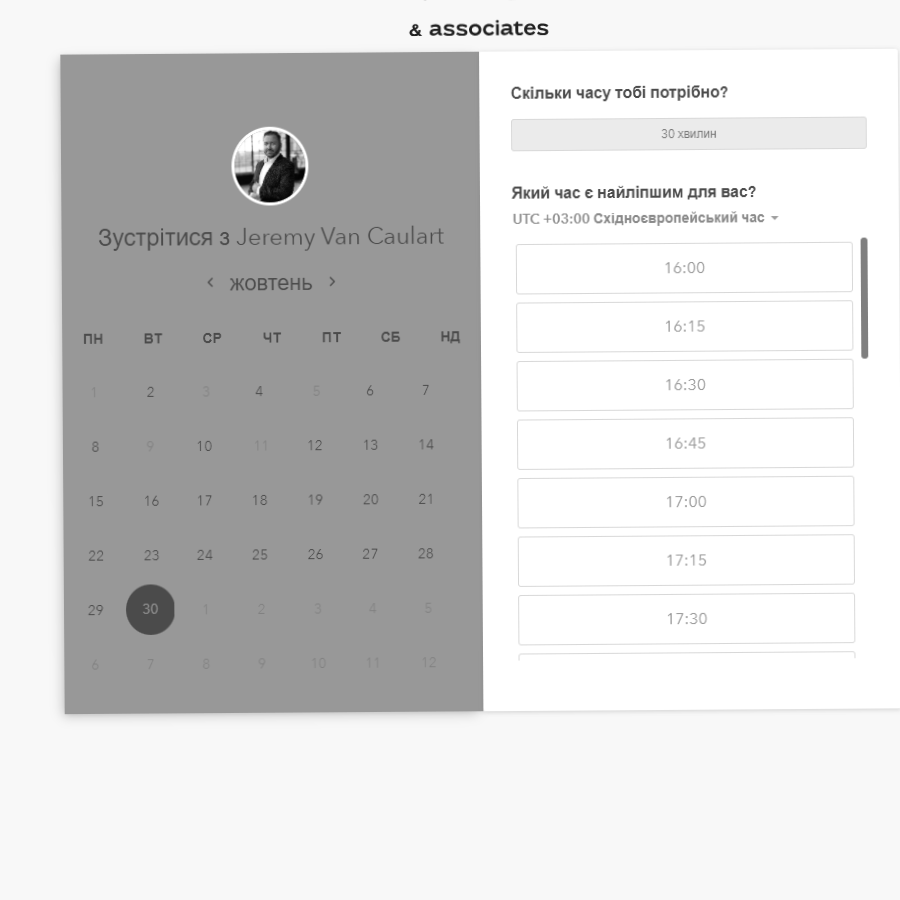 & associates
Зустрітися з Jeremy Van Caulart
жовтень
ПН ВТ СР ЧТ ПТ СБ НД
1 2 3 4 5 6 7
8 9 10 11 12 13 14
15 16 17 18 19 20 21
22 23 24 25 26 27 28
29 30 1 2 3 4 5
6 7 8 9 10 11 12
Скільки часу тобі потрібно?
30 хвилин
Який час є найліпшим для вас?
UTC +03:00 Східноєвропейський час
16:00
16:15
16:30
16:45
17:00
17:15
17:30